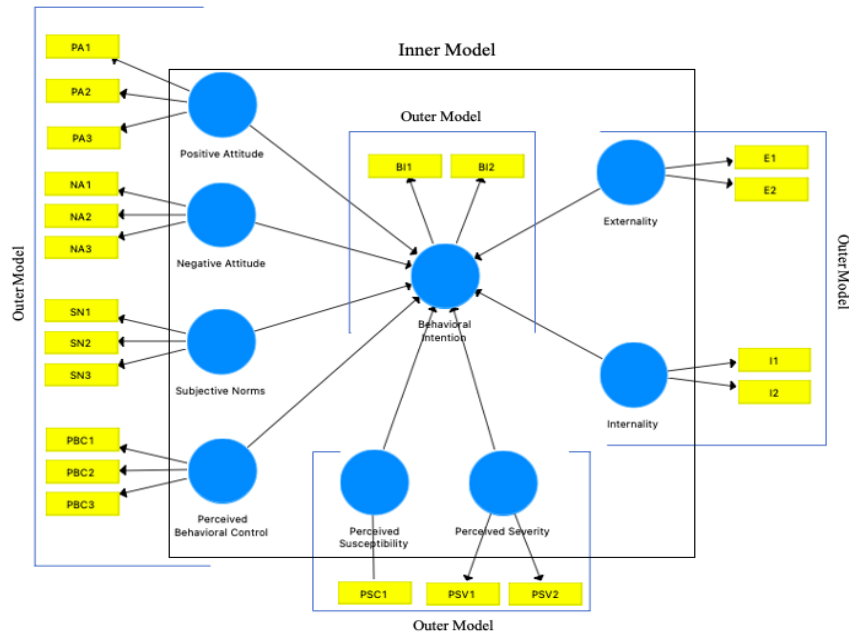 Inner Model
PA1
PA2
PA3
Positive Attitude
NA1
NA2
NA3
Negative Attitude
SN1
SN2
SN3
Subjective Norms
PBC1
PBC2
PBC3
Perceived
Behavioral Control
Outer Model
Outer Model
BI1
BI2
Behavioral
Intention
E1
E2
Externality
I1
I2
Internality
Outer Model
Perceived
Susceptibility
Perceived Severity
PSC1
PSV1
PSV2
Outer Model